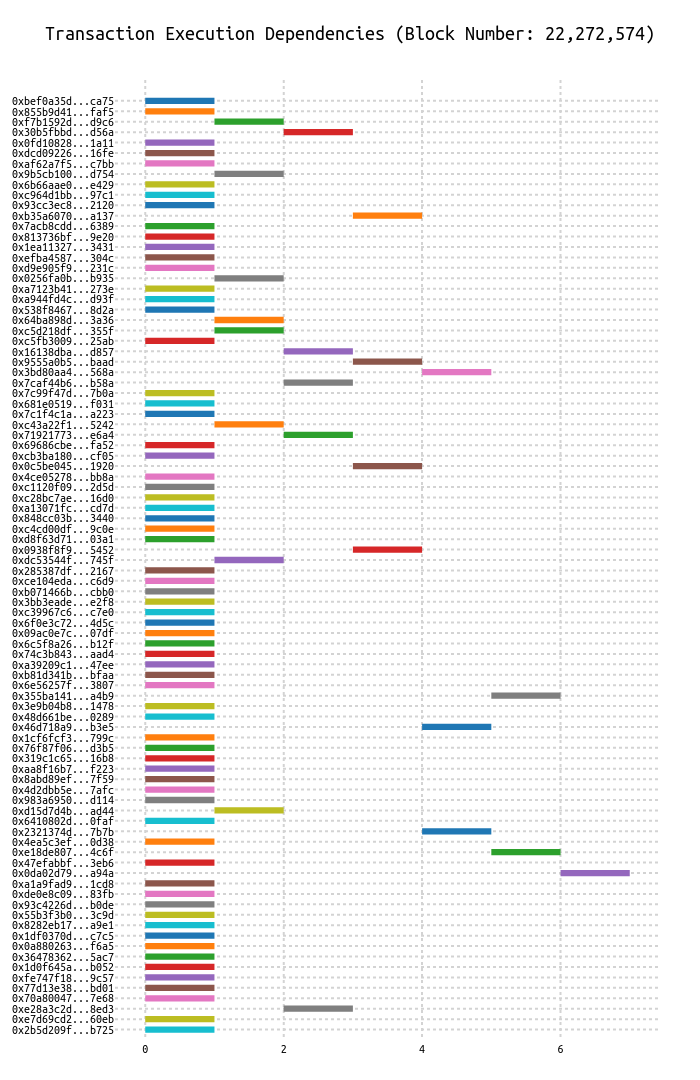 Transaction Execution Dependencies (Block Number: 22,272,574)
0xbef0a35d...ca75
0x855b9d41...faf5
0xf7b1592d...d9c6
0x30b5fbbd...d56a
0x0fd10828...1a11
0xdcd09226...16fe
0xaf62a7f5...c7bb
0x9b5cb100...d754
0x6b66aae0...e429
0xc964d1bb...97c1
0x93cc3ec8...2120
0xb35a6070...a137
0x7acb8cdd...6389
0x813736bf...9e20
0x1ea11327...3431
0xefba4587...304c
0xd9e905f9...231c
0x0256fa0b...b935
0xa7123b41...273e
0xa944fd4c...d93f
0x538f8467...8d2a
0x64ba898d...3a36
0xc5d218df...355f
0xc5fb3009...25ab
0x16138dba...d857
0x9555a0b5...baad
0x3bd80aa4...568a
0x7caf44b6...b58a
0x7c99f47d...7b0a
0x681e0519...f031
0x7c1f4c1a...a223
0xc43a22f1...5242
0x71921773...e6a4
0x69686cbe...fa52
0xcb3ba180...cf05
0x0c5be045...1920
0x4ce05278...bb8a
0xc1120f09...2d5d
0xc28bc7ae...16d0
0xa13071fc...cd7d
0x848cc03b...3440
0xc4cd00df...9c0e
0xd8f63d71...03a1
0x0938f8f9...5452
0xdc53544f...745f
0x285387df...2167
0xce104eda...c6d9
0xb071466b...cbb0
0x3bb3eade...e2f8
0xc39967c6...c7e0
0x6f0e3c72...4d5c
0x09ac0e7c...07df
0x6c5f8a26...b12f
0x74c3b843...aad4
0xa39209c1...47ee
0xb81d341b...bfaa
0x6e56257f...3807
0x355ba141...a4b9
0x3e9b04b8...1478
0x48d661be...0289
0x46d718a9...b3e5
0x1cf6fcf3...799c
0x76f87f06...d3b5
0x319c1c65...16b8
0xaa8f16b7...f223
0x8abd89ef...7f59
0x4d2dbb5e...7afc
0x983a6950...d114
0xd15d7d4b...ad44
0x6410802d...0faf
0x2321374d...7b7b
0x4ea5c3ef...0d38
0xe18de807...4c6f
0x47efabbf...3eb6
0x0da02d79...a94a
0xa1a9fad9...1cd8
0xde0e8c09...83fb
0x93c4226d...b0de
0x55b3f3b0...3c9d
0x8282eb17...a9e1
0x1df0370d...c7c5
0x0a880263...f6a5
0x36478362...5ac7
0x1d0f645a...b052
0xfe747f18...9c57
0x77d13e38...bd01
0x70a80047...7e68
0xe28a3c2d...8ed3
0xe7d69cd2...60eb
0x2b5d209f...b725
0 2 4 6